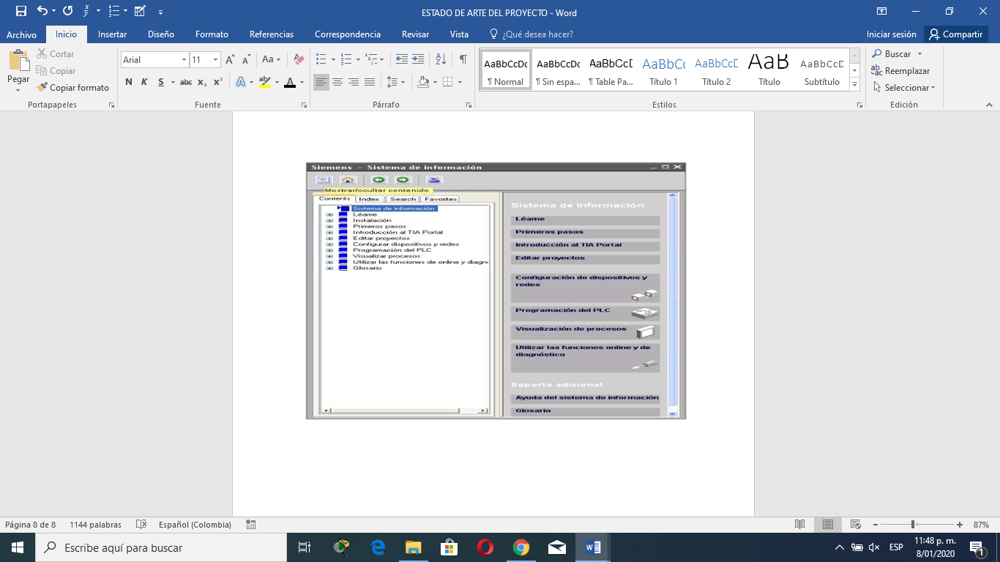 ESTADO DE ARTE DEL PROYECTO - Word
Archivo Inicio Insertar Diseño Formato Referencias Correspondencia Revisar Vista ¿Qué desea hacer? Iniciar sesión Compartir
Pegar
Cortar
Copiar
Copiar formato
Portapapeles
Arial 11
Aa
N K S abc x₂ x²
A A
Fuente
Párrafo
AaBbCcDc AaBbCcDc AaBbCcD AaBbCc AaBbCcD AaB AaBbCcD
¶ Normal ¶ Sin espa... ¶ Table Pa... Título 1 Título 2 Título Subtítulo
Estilos
Buscar
Reemplazar
Seleccionar
Edición
Siemens - Sistema de información
Mostrar/ocultar contenido
Contents Index Search Favorites
Sistema de información
Léame
Instalación
Primeros pasos
Introducción al TIA Portal
Editar proyectos
Configurar dispositivos y redes
Programación del PLC
Visualizar procesos
Utilizar las funciones de online y diagn
Glosario
Sistema de información
Léame
Primeros pasos
Introducción al TIA Portal
Editar proyectos
Configuración de dispositivos y
redes
Programación del PLC
Visualización de procesos
Utilizar las funciones online y de
diagnóstico
Soporte adicional
Ayuda del sistema de información
Glosario
Página 8 de 8 1144 palabras Español (Colombia) 87%
Escribe aquí para buscar
ESP
11:48 p. m.
8/01/2020
1